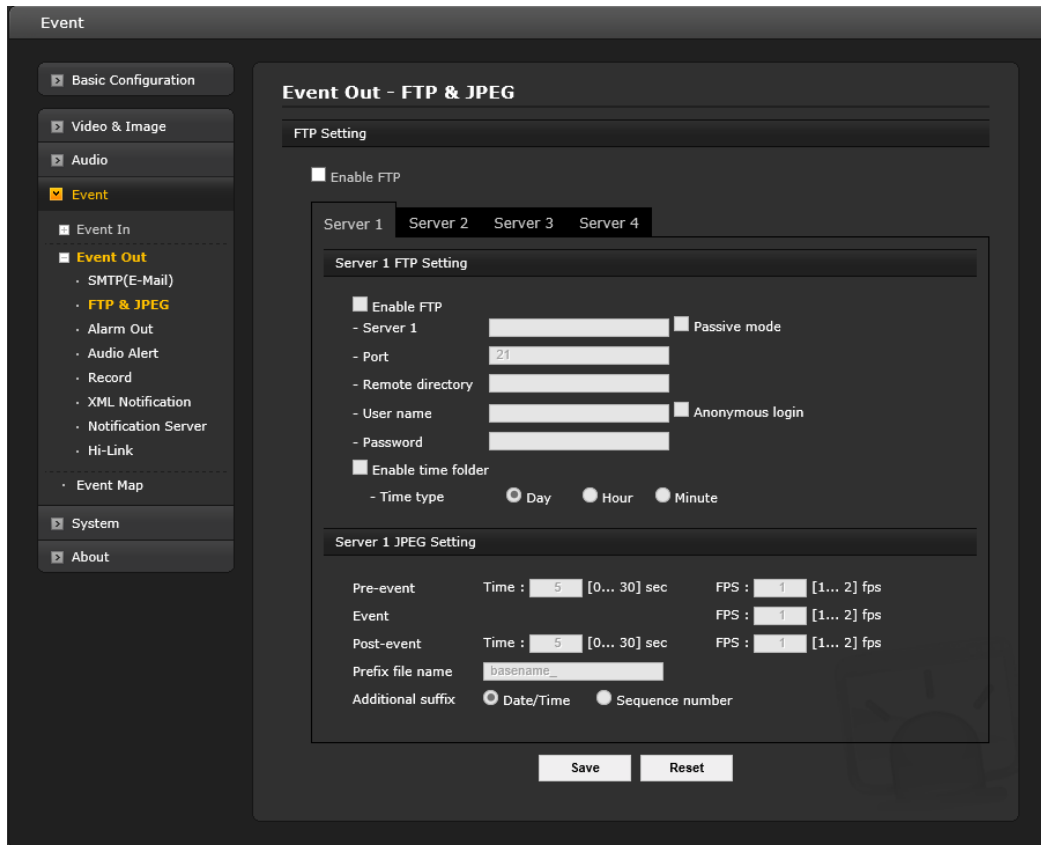 Event
Basic Configuration
Video & Image
Audio
Event
Event In
Event Out
· SMTP(E-Mail)
· FTP & JPEG
· Alarm Out
· Audio Alert
· Record
· XML Notification
· Notification Server
· Hi-Link
· Event Map
System
About
Event Out - FTP & JPEG
FTP Setting
Enable FTP
Server 1 Server 2 Server 3 Server 4
Server 1 FTP Setting
Enable FTP
- Server 1 Passive mode
- Port 21
- Remote directory
- User name Anonymous login
- Password
Enable time folder
- Time type Day Hour Minute
Server 1 JPEG Setting
Pre-event Time : 5 [0... 30] sec FPS : 1 [1... 2] fps
Event FPS : 1 [1... 2] fps
Post-event Time : 5 [0... 30] sec FPS : 1 [1... 2] fps
Prefix file name basename_
Additional suffix Date/Time Sequence number
Save Reset